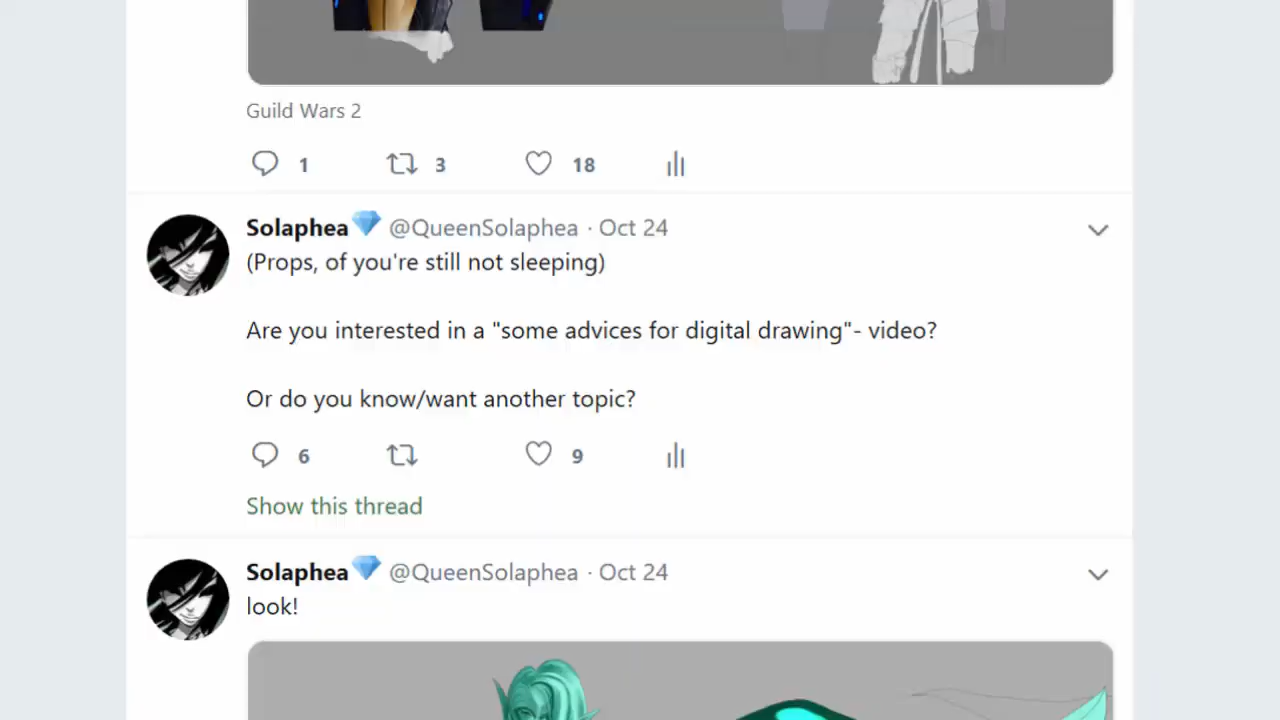 Guild Wars 2
1 3 18
Solaphea💎 @QueenSolaphea · Oct 24
(Props, of you're still not sleeping)
Are you interested in a "some advices for digital drawing"- video?
Or do you know/want another topic?
6 9
Show this thread
Solaphea💎 @QueenSolaphea · Oct 24
look!